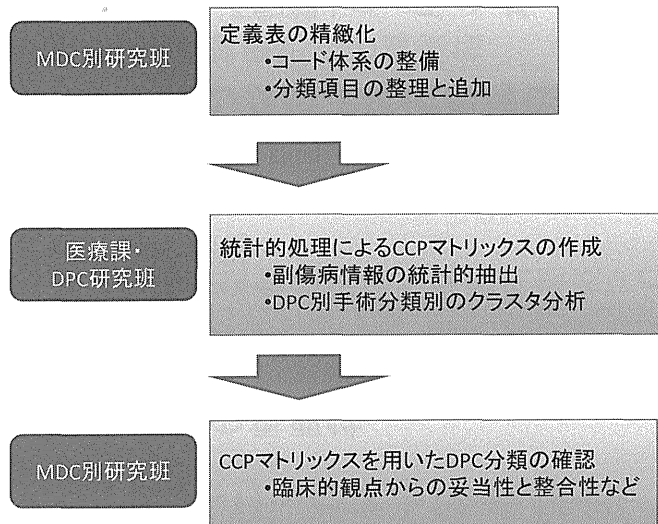 MDC別研究班
定義表の精緻化
•コード体系の整備
•分類項目の整理と追加
医療課・
DPC研究班
統計的処理によるCCPマトリックスの作成
•副傷病情報の統計的抽出
•DPC別手術分類別のクラスタ分析
MDC別研究班
CCPマトリックスを用いたDPC分類の確認
•臨床的観点からの妥当性と整合性など